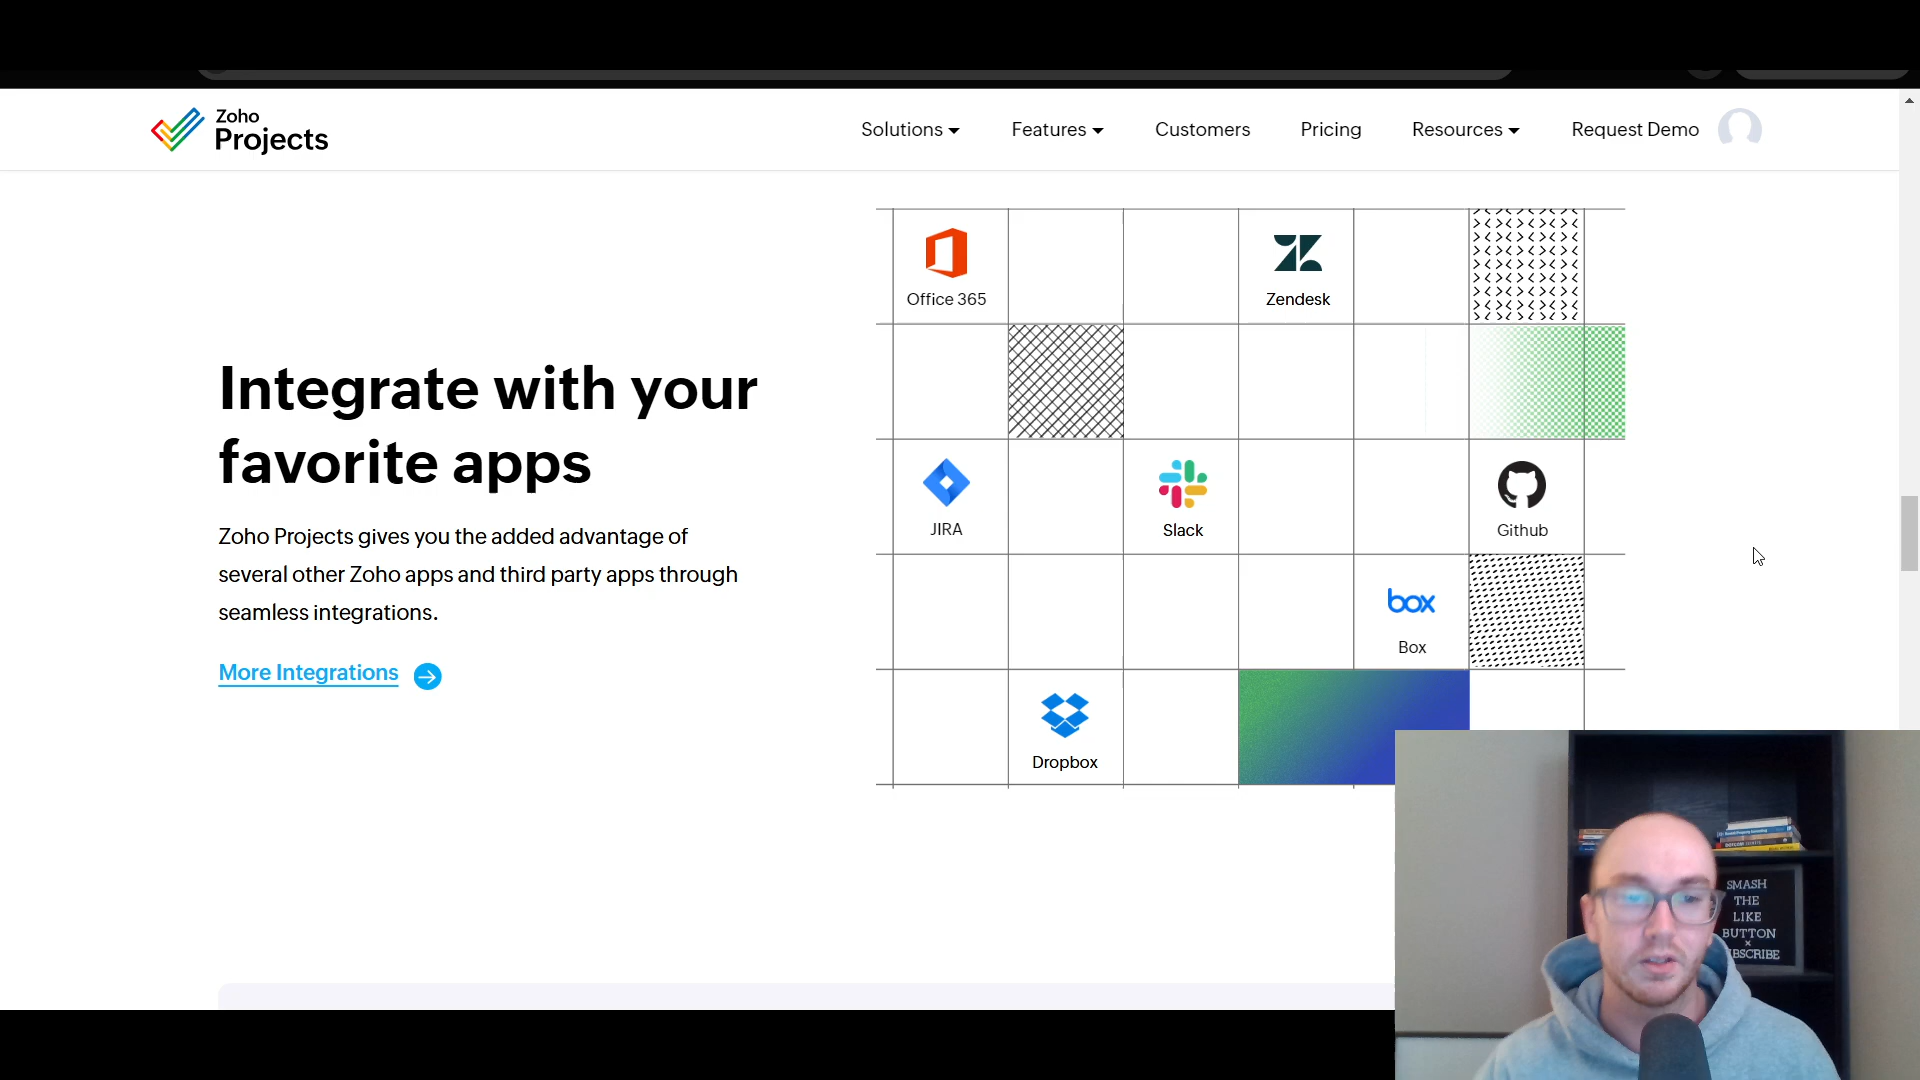 Zoho
Projects
Solutions
Features
Customers
Pricing
Resources
Request Demo
Office 365
Zendesk
Integrate with your
favorite apps
JIRA
Slack
Github
Zoho Projects gives you the added advantage of
several other Zoho apps and third party apps through
seamless integrations.
box
Box
More Integrations
Dropbox
SMASH
THE
LIKE
BUTTON
×
BSCRIBE